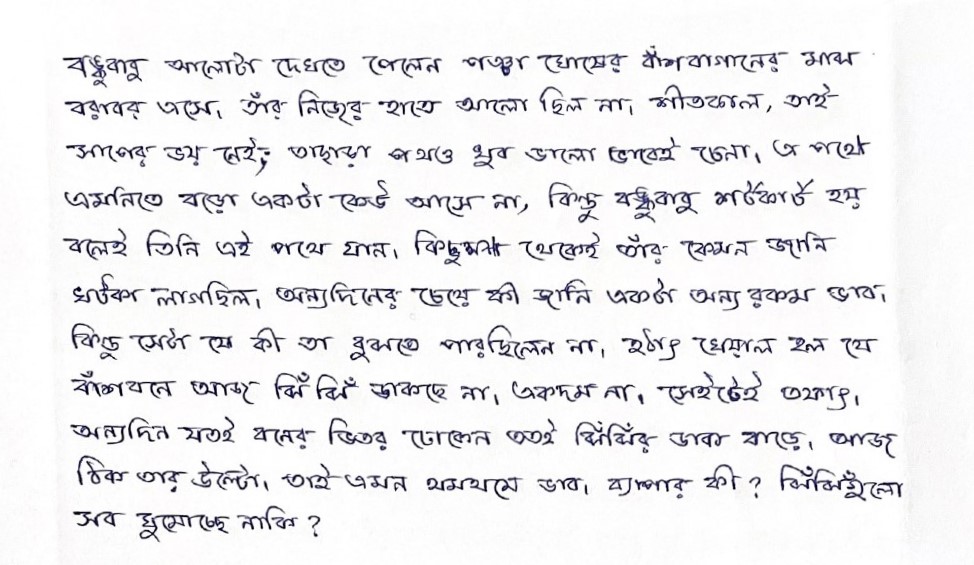 বঙ্কুবাবু আলোটা দেখতে পেলেন পঞ্চা ঘোষের বাঁশবাগানের মাঝ
বরাবর এসে। তাঁর নিজের হাতে আলো ছিল না। শীতকাল, তাই
সাপের ভয় নেই; তাছাড়া পথও খুব ভালো ভাবেই চেনা। এ পথে
এমনিতে বড়ো একটা কেউ আসে না, কিন্তু বঙ্কুবাবু শর্টকার্ট হয়
বলেই তিনি এই পথে যান। কিছুক্ষণ থেকেই তাঁর কেমন জানি
খটকা লাগছিল। অন্যদিনের চেয়ে কী জানি একটা অন্য রকম ভাব।
কিন্তু সেটা যে কী তা বুঝতে পারছিলেন না। হঠাৎ খেয়াল হল যে
বাঁশবনে আজ ঝিঁ ঝিঁ ডাকছে না। একদম না। সেইটেই তফাৎ।
অন্যদিন যতই বনের ভিতর ঢোকেন ততই ঝিঁঝিঁর ডাক বাড়ে। আজ
ঠিক তার উল্টো। তাই এমন থমথমে ভাব। ব্যাপার কী? ঝিঁঝিঁগুলো
সব ঘুমোচ্ছে নাকি?